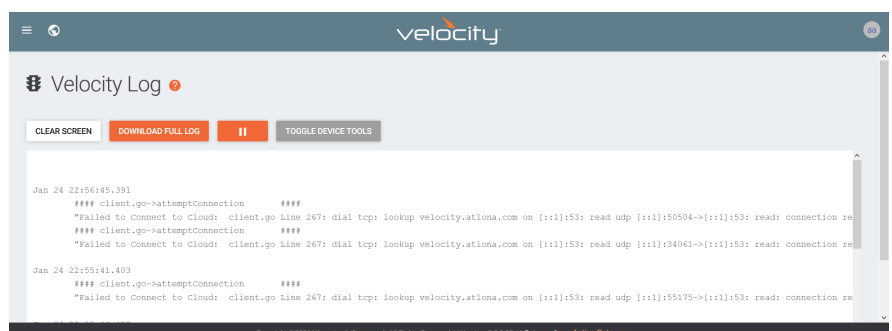 velocity
aa
Velocity Log
CLEAR SCREEN DOWNLOAD FULL LOG TOGGLE DEVICE TOOLS
Jan 24 22:56:45.391
#### client.go->attemptConnection ####
"Failed to Connect to Cloud: client.go Line 267: dial tcp: lookup velocity.atlona.com on [::1]:53: read udp [::1]:50504->[::1]:53: read: connection re
#### client.go->attemptConnection ####
"Failed to Connect to Cloud: client.go Line 267: dial tcp: lookup velocity.atlona.com on [::1]:53: read udp [::1]:34061->[::1]:53: read: connection re
Jan 24 22:55:41.403
#### client.go->attemptConnection ####
"Failed to Connect to Cloud: client.go Line 267: dial tcp: lookup velocity.atlona.com on [::1]:53: read udp [::1]:55175->[::1]:53: read: connection re